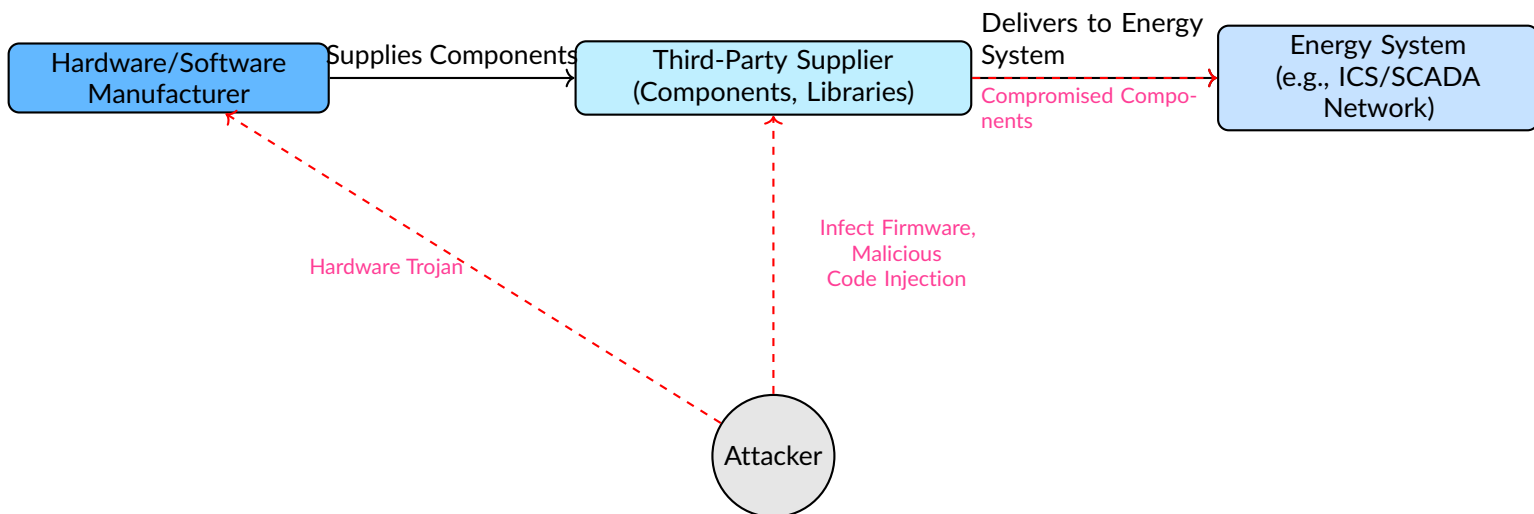 Hardware/Software
Manufacturer
Supplies Components
Third-Party Supplier
(Components, Libraries)
Delivers to Energy
System
Compromised Compo-
nents
Energy System
(e.g., ICS/SCADA
Network)
Hardware Trojan
Infect Firmware,
Malicious
Code Injection
Attacker